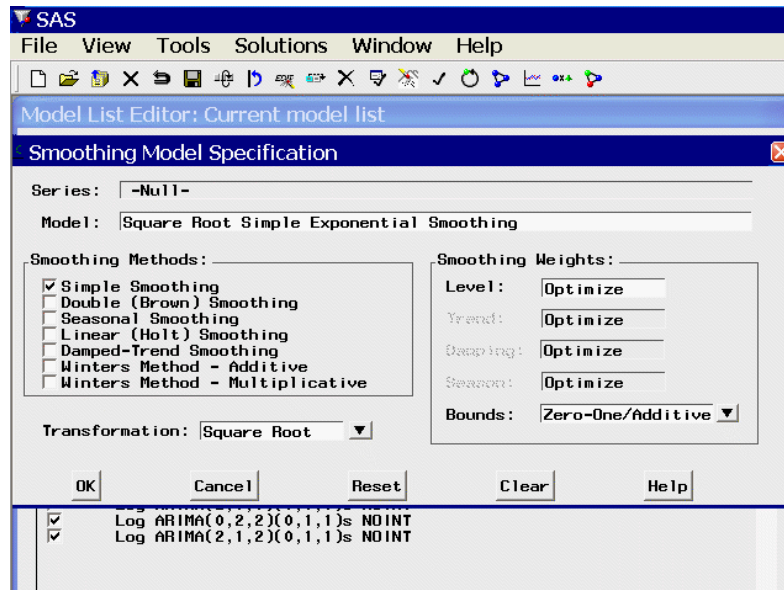 SAS
File View Tools Solutions Window Help
Model List Editor: Current model list
Smoothing Model Specification
Series: -Null-
Model: Square Root Simple Exponential Smoothing
Smoothing Methods:
Simple Smoothing
Double (Brown) Smoothing
Seasonal Smoothing
Linear (Holt) Smoothing
Damped-Trend Smoothing
Winters Method - Additive
Winters Method - Multiplicative
Transformation: Square Root
Smoothing Weights:
Level: Optimize
Trend: Optimize
Damping: Optimize
Season: Optimize
Bounds: Zero-One/Additive
OK Cancel Reset Clear Help
Log ARIMA(0,2,2)(0,1,1)s NOINT
Log ARIMA(2,1,2)(0,1,1)s NOINT